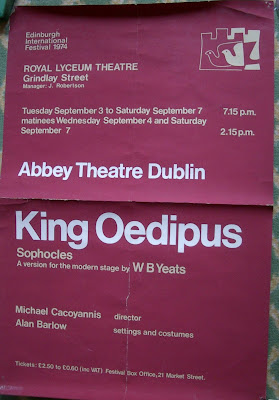 Edinburgh
International
Festival 1974
ROYAL LYCEUM THEATRE
Grindlay Street
Manager: J. Robertson
Tuesday September 3 to Saturday September 7 7.15 p.m.
matinees Wednesday September 4 and Saturday
September 7 2.15 p.m.
Abbey Theatre Dublin
King Oedipus
Sophocles
A version for the modern stage by W B Yeats
Michael Cacoyannis director
Alan Barlow settings and costumes
Tickets: £2.50 to £0.60 (inc VAT) Festival Box Office, 21 Market Street.